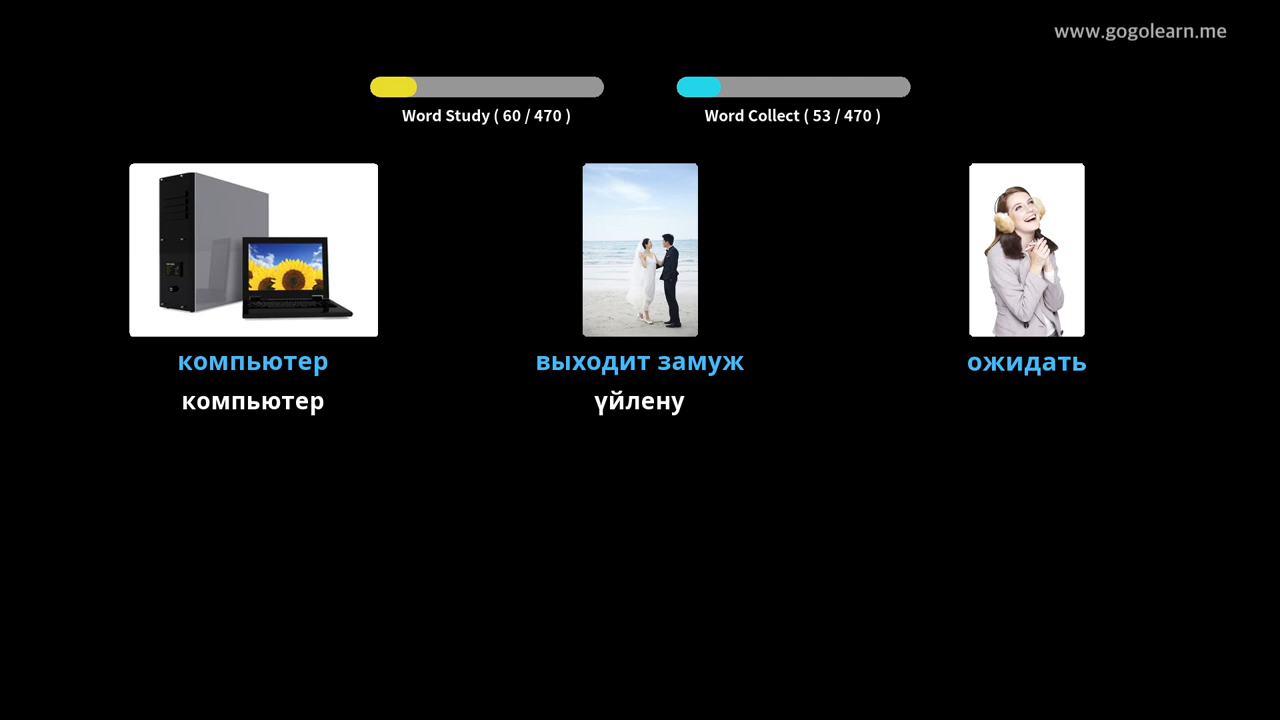 www.gogolearn.me
Word Study ( 60 / 470 )
Word Collect ( 53 / 470 )
компьютер
выходит замуж
ожидать
компьютер
үйлену